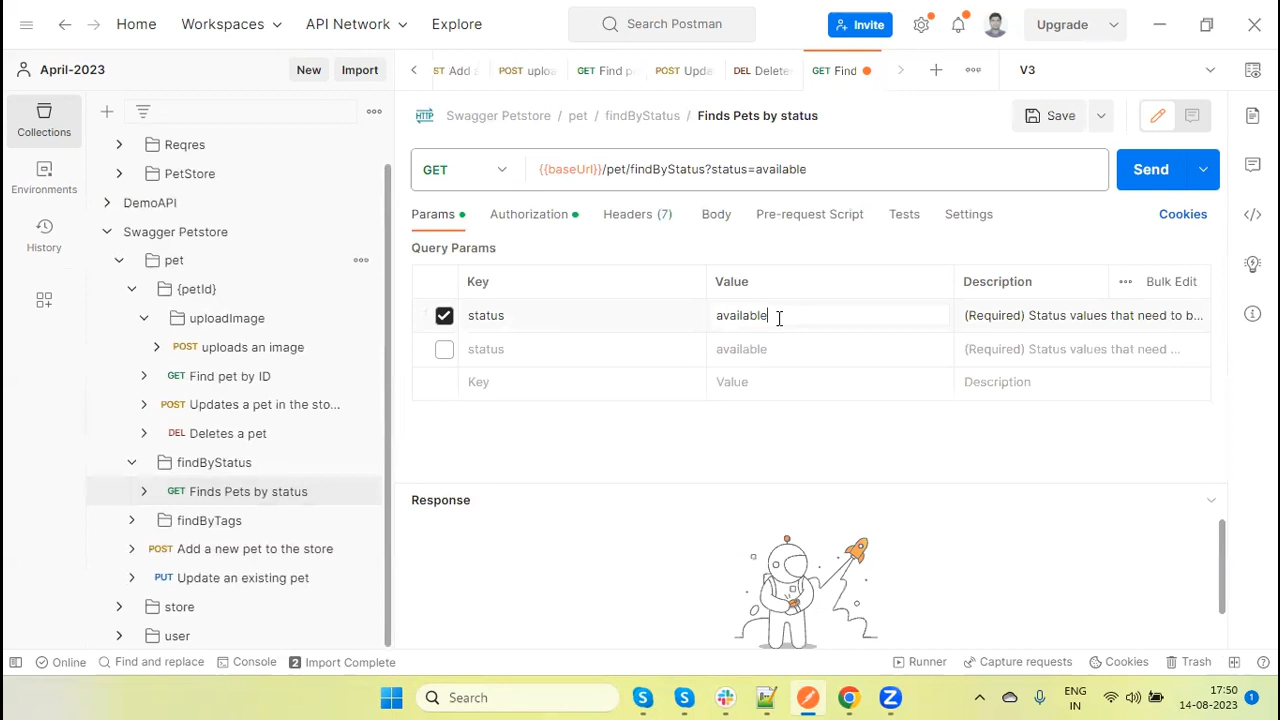 Home Workspaces API Network Explore Search Postman Invite Upgrade
April-2023 New Import
Add a POST uploa GET Find p POST Upda DEL Delete GET Find V3
Collections
Environments
History
Reqres
PetStore
DemoAPI
Swagger Petstore
pet
{petId}
uploadImage
POST uploads an image
GET Find pet by ID
POST Updates a pet in the sto...
DEL Deletes a pet
findByStatus
GET Finds Pets by status
findByTags
POST Add a new pet to the store
PUT Update an existing pet
store
user
HTTP Swagger Petstore / pet / findByStatus / Finds Pets by status Save
GET {{baseUrl}}/pet/findByStatus?status=available Send
Params Authorization Headers (7) Body Pre-request Script Tests Settings Cookies
Query Params
Key Value Description Bulk Edit
status available (Required) Status values that need to b...
status available (Required) Status values that need ...
Key Value Description
Response
Online Find and replace Console 2 Import Complete Runner Capture requests Cookies Trash
Search ENG IN 17:50 14-08-2023 1